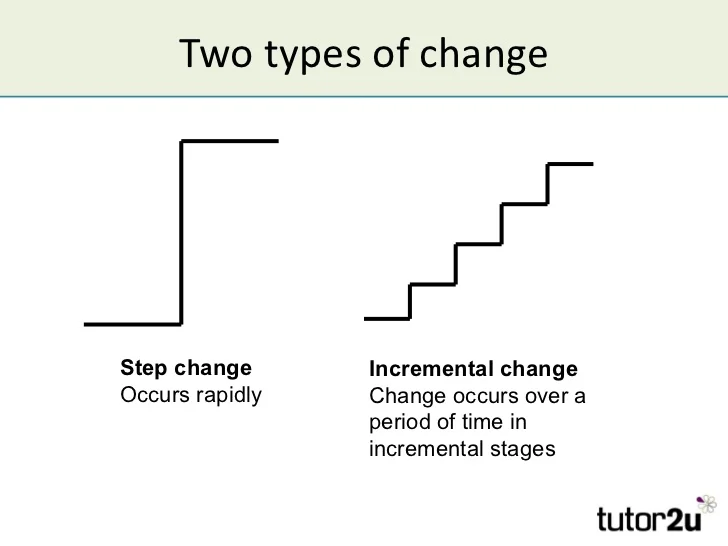 Two types of change
Step change
Occurs rapidly
Incremental change
Change occurs over a
period of time in
incremental stages
tutor2u